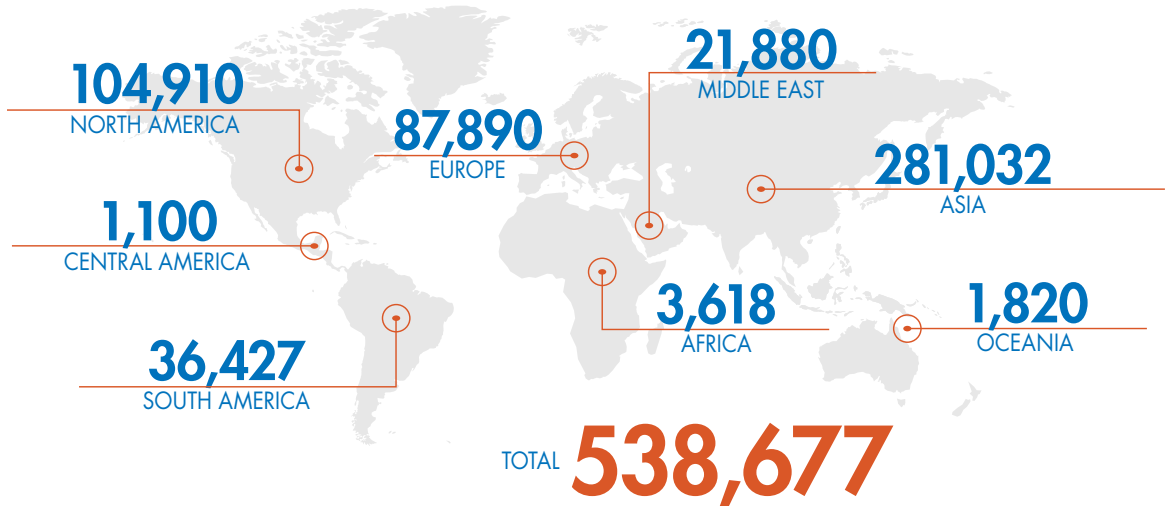 104,910
NORTH AMERICA
87,890
EUROPE
21,880
MIDDLE EAST
281,032
ASIA
1,100
CENTRAL AMERICA
3,618
AFRICA
1,820
OCEANIA
36,427
SOUTH AMERICA
TOTAL 538,677